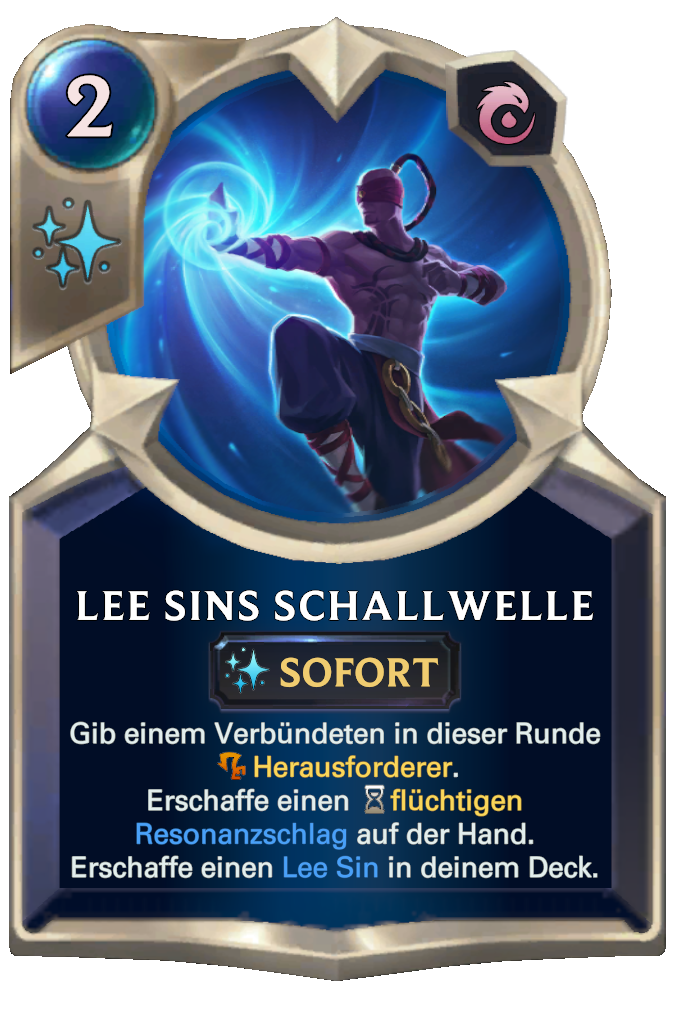 2
LEE SINS SCHALLWELLE
SOFORT
Gib einem Verbündeten in dieser Runde
Herausforderer.
Erschaffe einen flüchtigen
Resonanzschlag auf der Hand.
Erschaffe einen Lee Sin in deinem Deck.